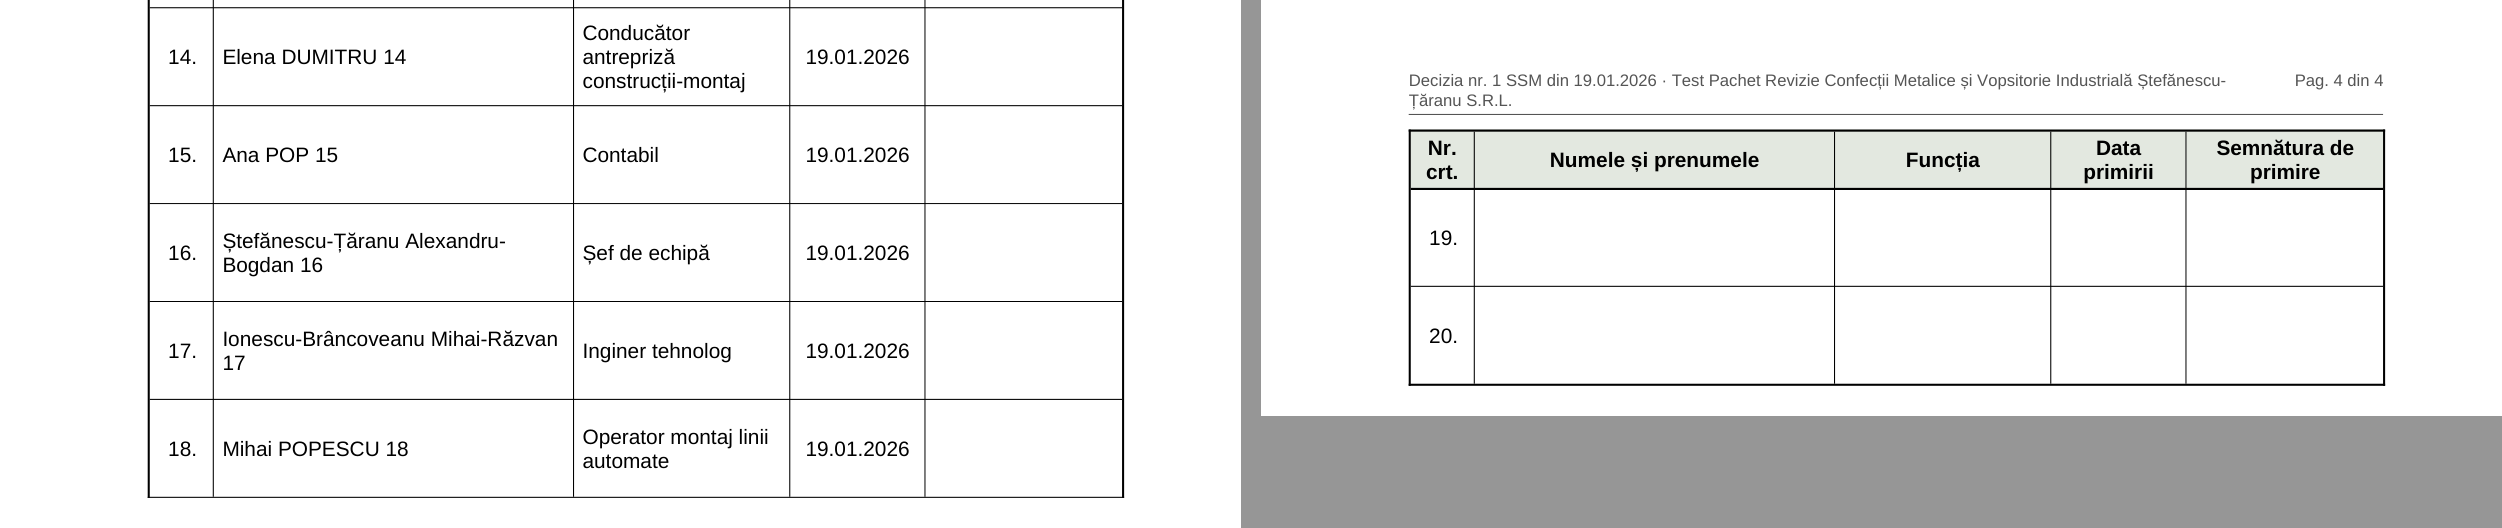 14.
Elena DUMITRU 14
Conducător
antrepriză
construcții-montaj
19.01.2026
15.
Ana POP 15
Contabil
19.01.2026
16.
Ștefănescu-Țăranu Alexandru-
Bogdan 16
Șef de echipă
19.01.2026
17.
Ionescu-Brâncoveanu Mihai-Răzvan
17
Inginer tehnolog
19.01.2026
18.
Mihai POPESCU 18
Operator montaj linii
automate
19.01.2026
Decizia nr. 1 SSM din 19.01.2026 · Test Pachet Revizie Confecții Metalice și Vopsitorie Industrială Ștefănescu-
Țăranu S.R.L.
Pag. 4 din 4
Nr.
crt.
Numele și prenumele
Funcția
Data
primirii
Semnătura de
primire
19.
20.